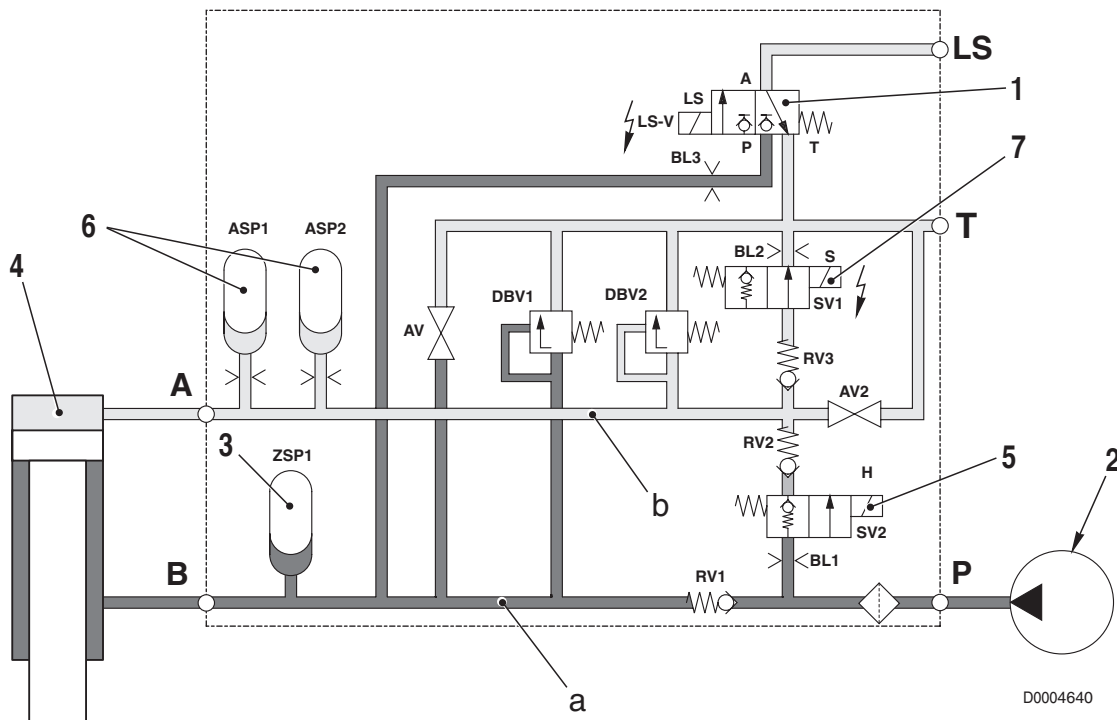 LS
A
1
LS
LS-V
P
T
BL3
7
6
ASP1
ASP2
T
BL2
S
4
DBV1
DBV2
SV1
AV
RV3
A
AV2
3
ZSP1
RV2
5
2
H
b
SV2
B
BL1
P
RV1
a
D0004640